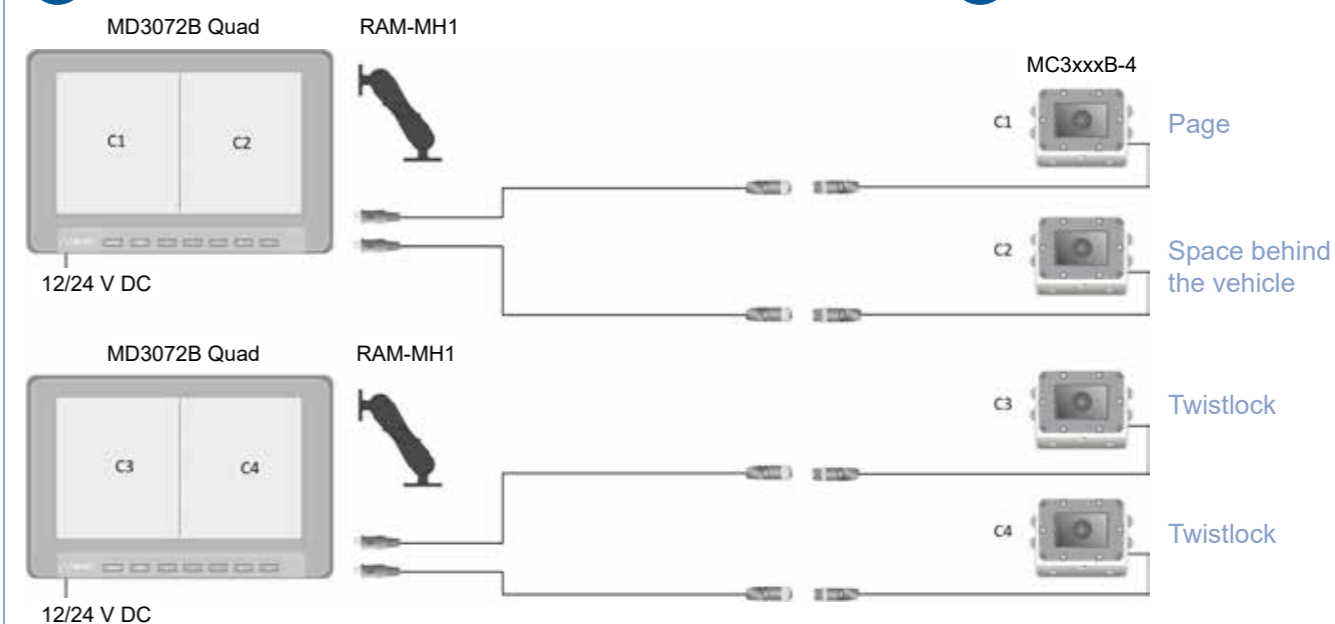 MD3072B Quad
RAM-MH1
MC3xxxB-4
C1
C2
C1
Page
C2
Space behind
the vehicle
12/24 V DC
MD3072B Quad
RAM-MH1
C3
C4
C3
Twistlock
C4
Twistlock
12/24 V DC